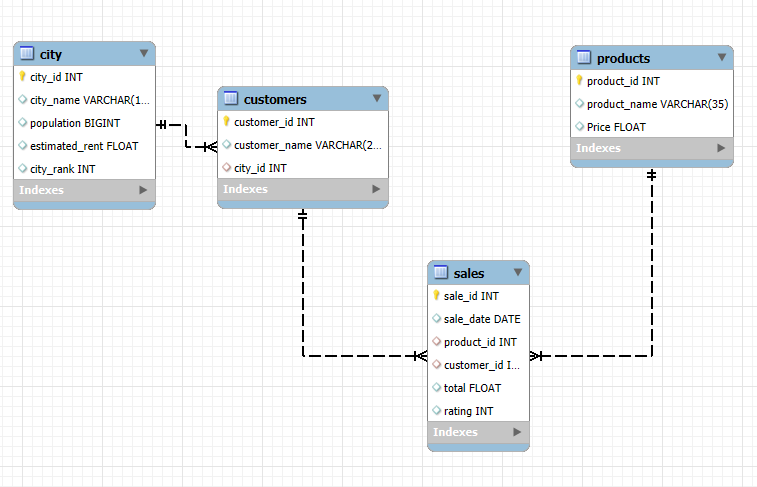 city
city_id INT
city_name VARCHAR(1...
population BIGINT
estimated_rent FLOAT
city_rank INT
Indexes
customers
customer_id INT
customer_name VARCHAR(2...
city_id INT
Indexes
products
product_id INT
product_name VARCHAR(35)
Price FLOAT
Indexes
sales
sale_id INT
sale_date DATE
product_id INT
customer_id I...
total FLOAT
rating INT
Indexes